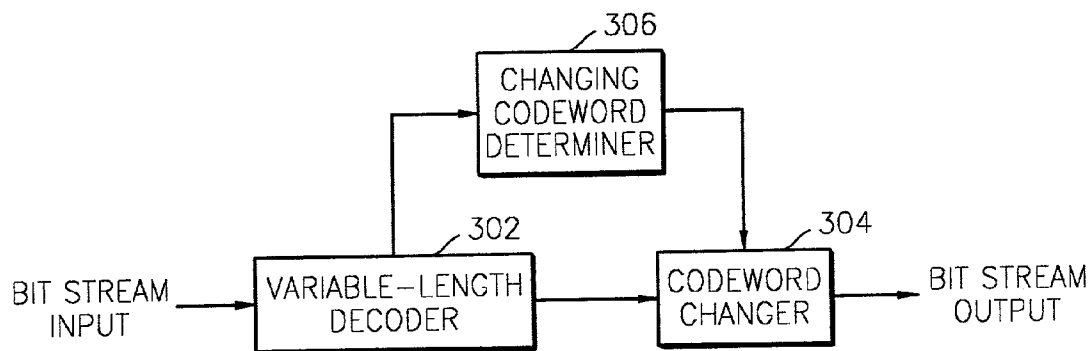 306
CHANGING
CODEWORD
DETERMINER
302
304
BIT STREAM
INPUT
VARIABLE-LENGTH
DECODER
CODEWORD
CHANGER
BIT STREAM
OUTPUT